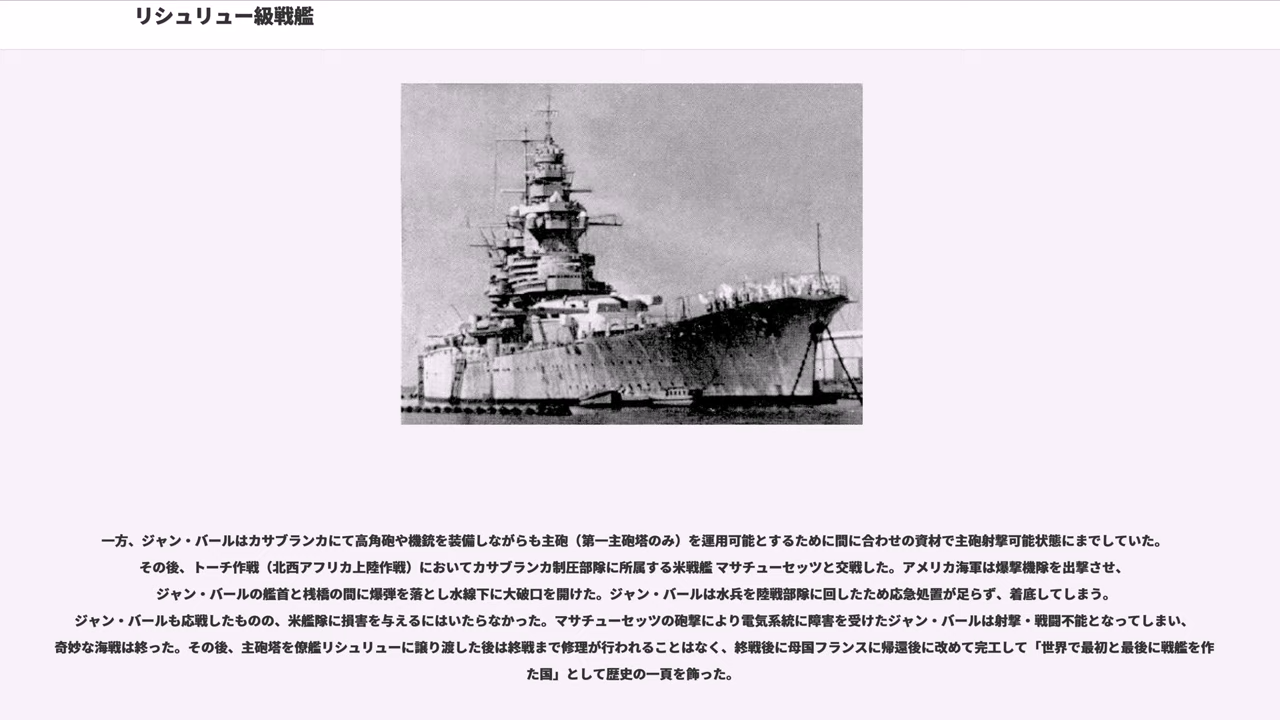 リシュリュー級戦艦
一方、ジャン・バールはカサブランカにて高角砲や機銃を装備しながらも主砲（第一主砲塔のみ）を運用可能とするために間に合わせの資材で主砲射撃可能状態にまでしていた。
その後、トーチ作戦（北西アフリカ上陸作戦）においてカサブランカ制圧部隊に所属する米戦艦 マサチューセッツと交戦した。アメリカ海軍は爆撃機隊を出撃させ、
ジャン・バールの艦首と桟橋の間に爆弾を落とし水線下に大破口を開けた。ジャン・バールは水兵を陸戦部隊に回したため応急処置が足らず、着底してしまう。
ジャン・バールも応戦したものの、米艦隊に損害を与えるにはいたらなかった。マサチューセッツの砲撃により電気系統に障害を受けたジャン・バールは射撃・戦闘不能となってしまい、
奇妙な海戦は終った。その後、主砲塔を僚艦リシュリューに譲り渡した後は終戦まで修理が行われることはなく、終戦後に母国フランスに帰還後に改めて完工して「世界で最初と最後に戦艦を作
た国」として歴史の一頁を飾った。